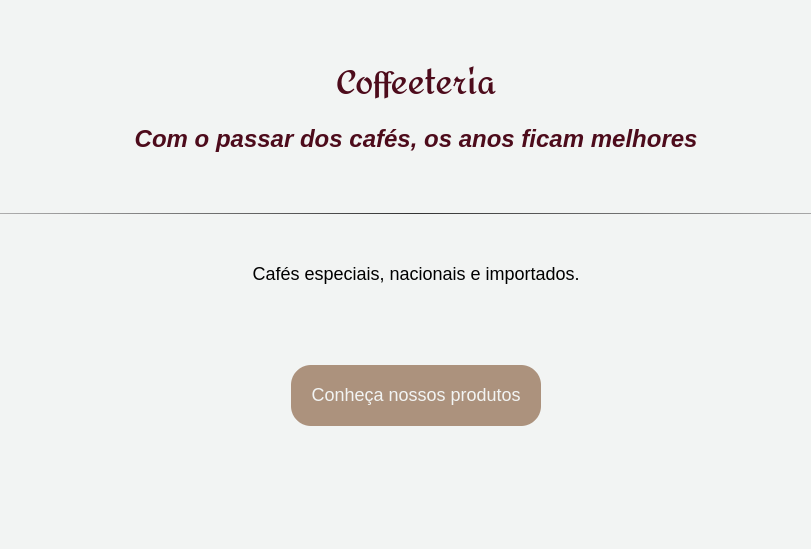 Coffeeteria
Com o passar dos cafés, os anos ficam melhores
Cafés especiais, nacionais e importados.
Conheça nossos produtos